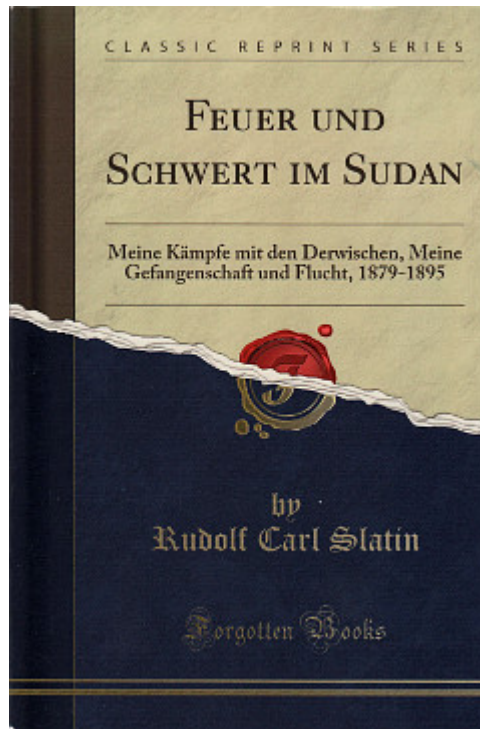 CLASSIC REPRINT SERIES
FEUER UND
SCHWERT IM SUDAN
Meine Kämpfe mit den Derwischen, Meine
Gefangenschaft und Flucht, 1879-1895
F
by
Rudolf Carl Slatin
Forgotten Books